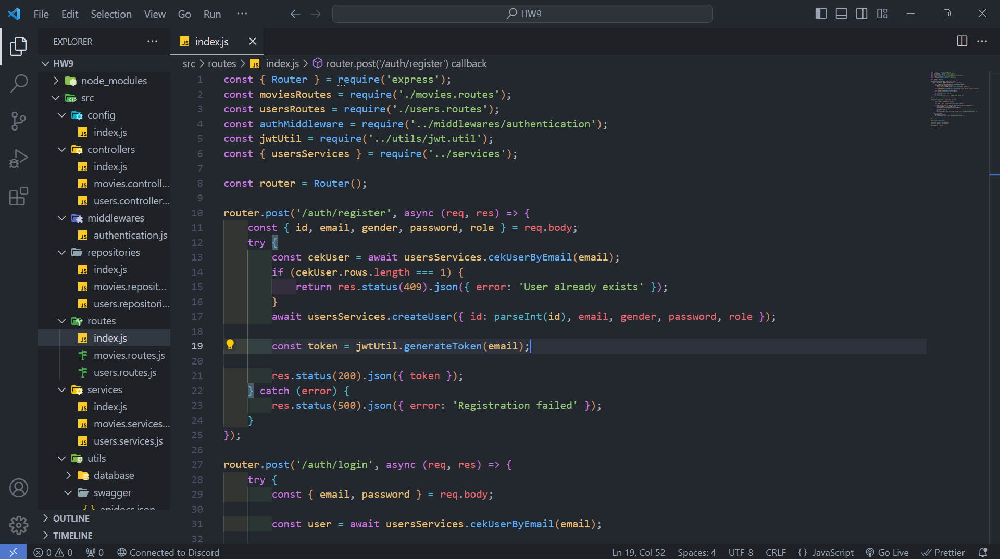 File Edit Selection View Go Run ··· HW9
EXPLORER ···
HW9
node_modules
src
config
index.js
controllers
index.js
movies.controll...
users.controller...
middlewares
authentication.js
repositories
index.js
movies.reposit...
users.repositori...
routes
index.js
movies.routes.js
users.routes.js
services
index.js
movies.services...
users.services.js
utils
database
swagger
apidocs.json
OUTLINE
TIMELINE
JS index.js
src > routes > JS index.js > router.post('/auth/register') callback
1 const { Router } = require('express');
2 const moviesRoutes = require('./movies.routes');
3 const usersRoutes = require('./users.routes');
4 const authMiddleware = require('../middlewares/authentication');
5 const jwtUtil = require('../utils/jwt.util');
6 const { usersServices } = require('../services');
7
8 const router = Router();
9
10 router.post('/auth/register', async (req, res) => {
11 const { id, email, gender, password, role } = req.body;
12 try {
13 const cekUser = await usersServices.cekUserByEmail(email);
14 if (cekUser.rows.length === 1) {
15 return res.status(409).json({ error: 'User already exists' });
16 }
17 await usersServices.createUser({ id: parseInt(id), email, gender, password, role });
18
19 const token = jwtUtil.generateToken(email);
20
21 res.status(200).json({ token });
22 } catch (error) {
23 res.status(500).json({ error: 'Registration failed' });
24 }
25 });
26
27 router.post('/auth/login', async (req, res) => {
28 try {
29 const { email, password } = req.body;
30
31 const user = await usersServices.cekUserByEmail(email);
32
0 0 0 Connected to Discord Ln 19, Col 52 Spaces: 4 UTF-8 CRLF {} JavaScript Go Live Prettier